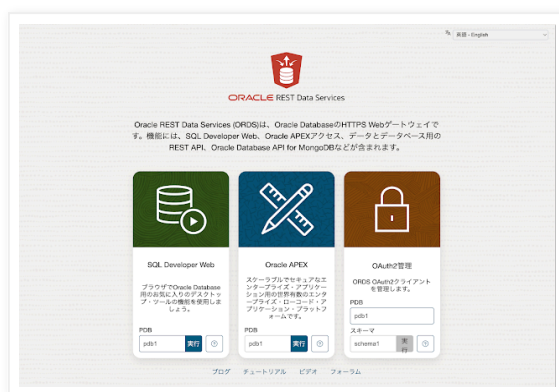 英語 - English
ORACLE REST Data Services
Oracle REST Data Services (ORDS)は、Oracle DatabaseのHTTPS Webゲートウェイで
す。機能には、SQL Developer Web、Oracle APEXアクセス、データとデータベース用の
REST API、Oracle Database API for MongoDBなどが含まれます。
SQL Developer Web
ブラウザでOracle Database
用のお気に入りのデスクトッ
プ・ツールの機能を使用しま
しょう。
PDB
pdb1
実行
Oracle APEX
スケーラブルでセキュアなエ
ンタープライズ・アプリケー
ション用の世界有数のエンタ
ープライズ・ローコード・ア
プリケーション・プラットフ
ォームです。
PDB
pdb1
実行
OAuth2管理
ORDS OAuth2クライアント
を管理します。
PDB
pdb1
スキーマ
schema1
実
行
ブログ チュートリアル ビデオ フォーラム